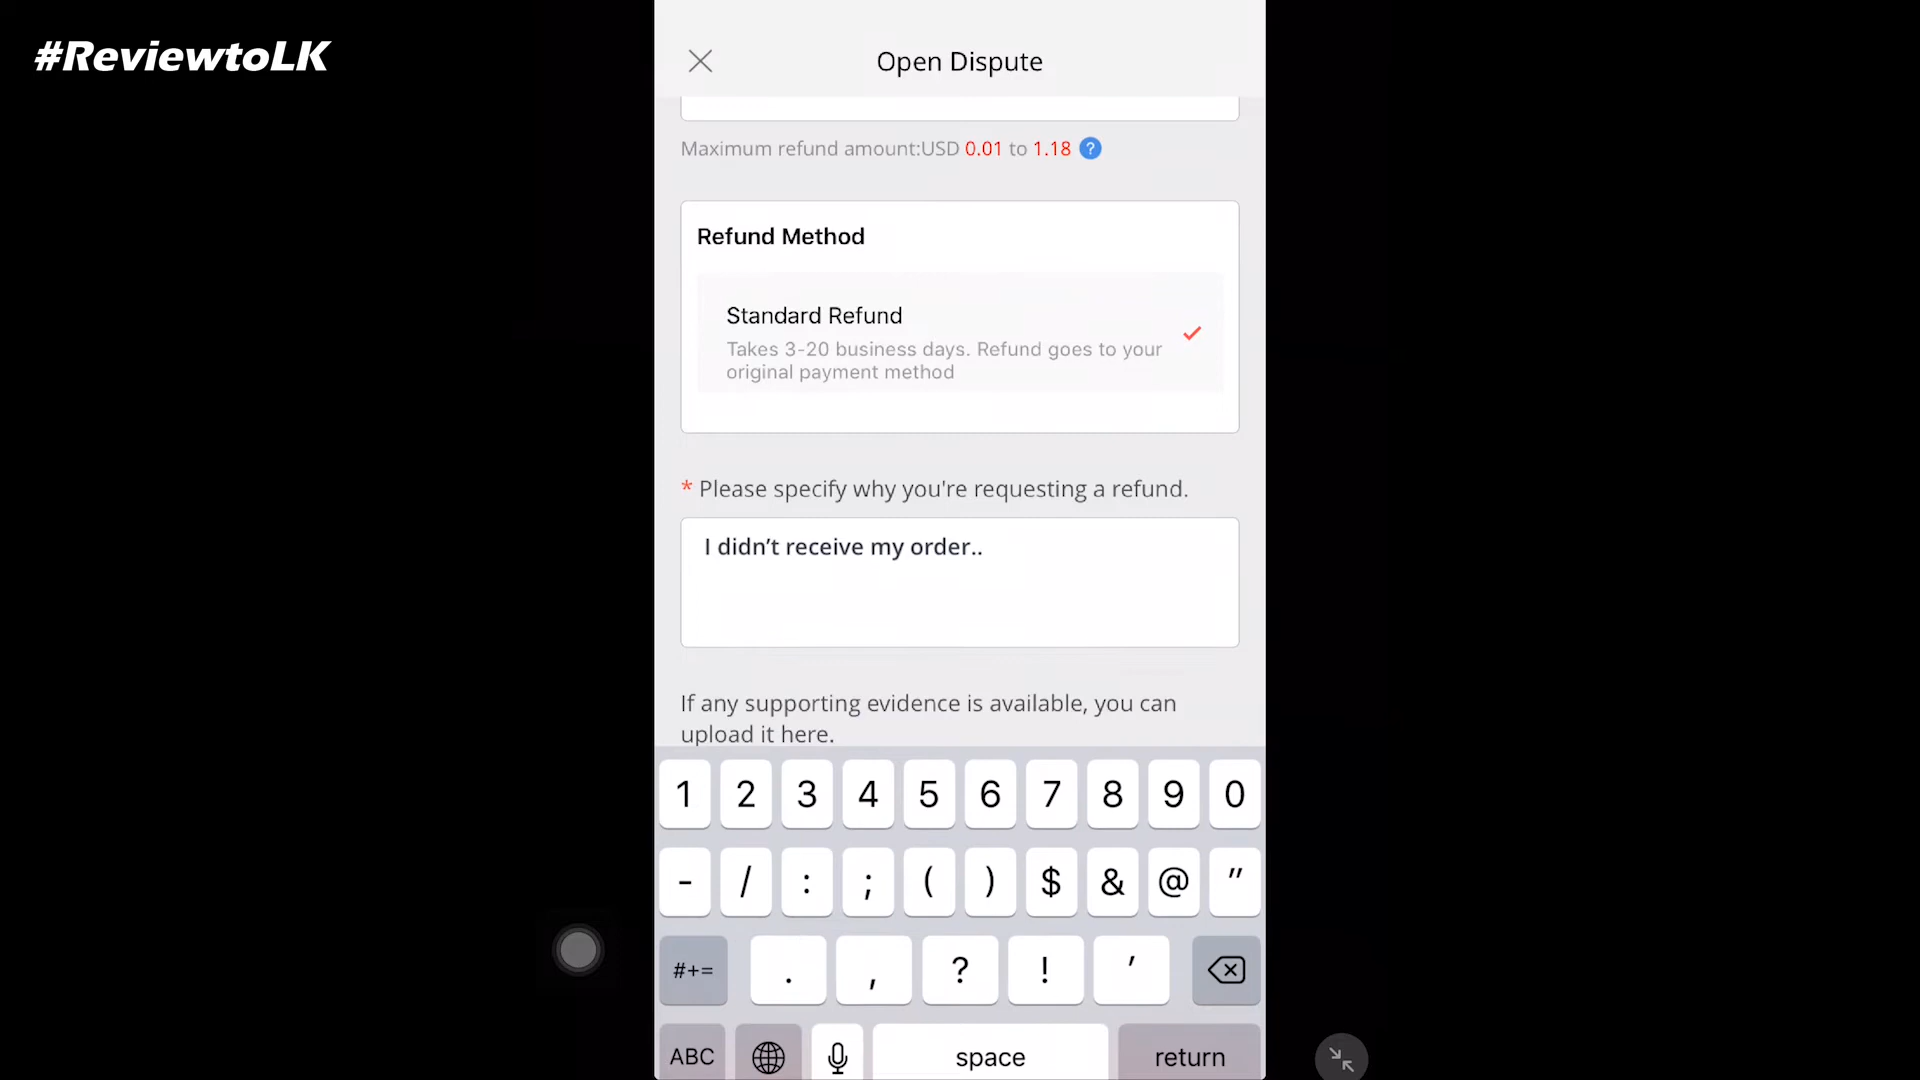 #ReviewtoLK
Open Dispute
Maximum refund amount:USD 0.01 to 1.18 ?
Refund Method
Standard Refund
Takes 3-20 business days. Refund goes to your
original payment method
* Please specify why you're requesting a refund.
I didn’t receive my order..
If any supporting evidence is available, you can
upload it here.
1 2 3 4 5 6 7 8 9 0
- / : ; ( ) $ & @ "
#+= . , ? ! ’
ABC space return